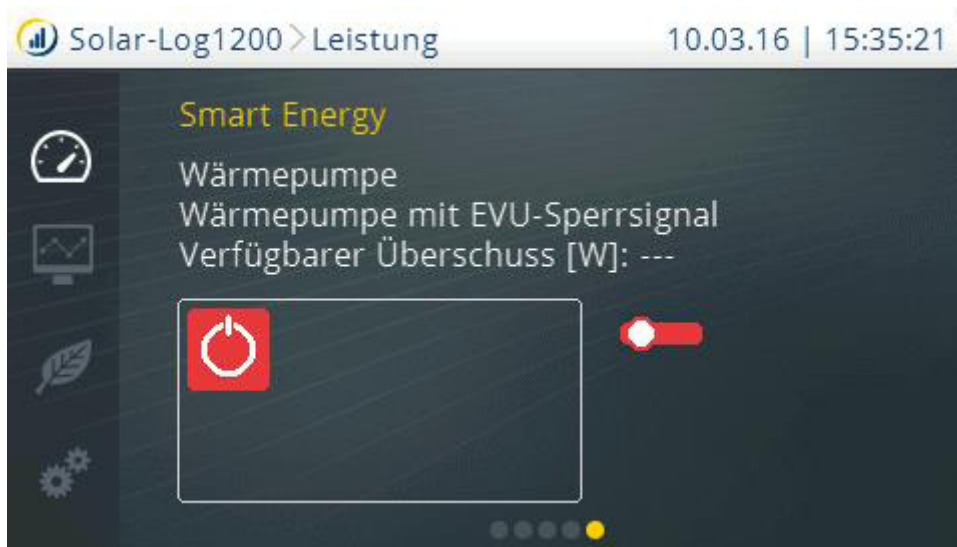 Solar-Log1200 > Leistung 10.03.16 | 15:35:21
Smart Energy
Wärmepumpe
Wärmepumpe mit EVU-Sperrsignal
Verfügbarer Überschuss [W]: ---